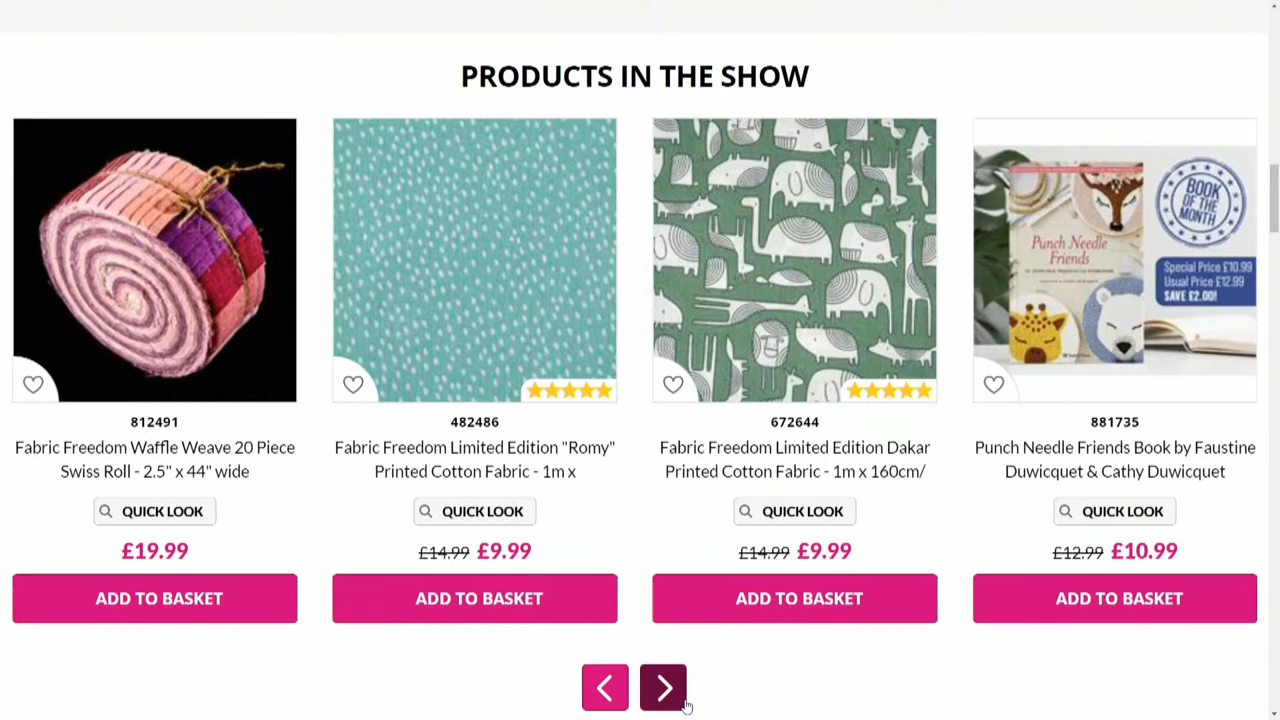 PRODUCTS IN THE SHOW
Punch Needle
Friends
BOOK
OF THE
MONTH
Special Price £10.99
Usual Price £12.99
SAVE £2.00!
812491
Fabric Freedom Waffle Weave 20 Piece
Swiss Roll - 2.5" x 44" wide
QUICK LOOK
£19.99
ADD TO BASKET
482486
Fabric Freedom Limited Edition "Romy"
Printed Cotton Fabric - 1m x
QUICK LOOK
£14.99 £9.99
ADD TO BASKET
672644
Fabric Freedom Limited Edition Dakar
Printed Cotton Fabric - 1m x 160cm/
QUICK LOOK
£14.99 £9.99
ADD TO BASKET
881735
Punch Needle Friends Book by Faustine
Duwicquet & Cathy Duwicquet
QUICK LOOK
£12.99 £10.99
ADD TO BASKET